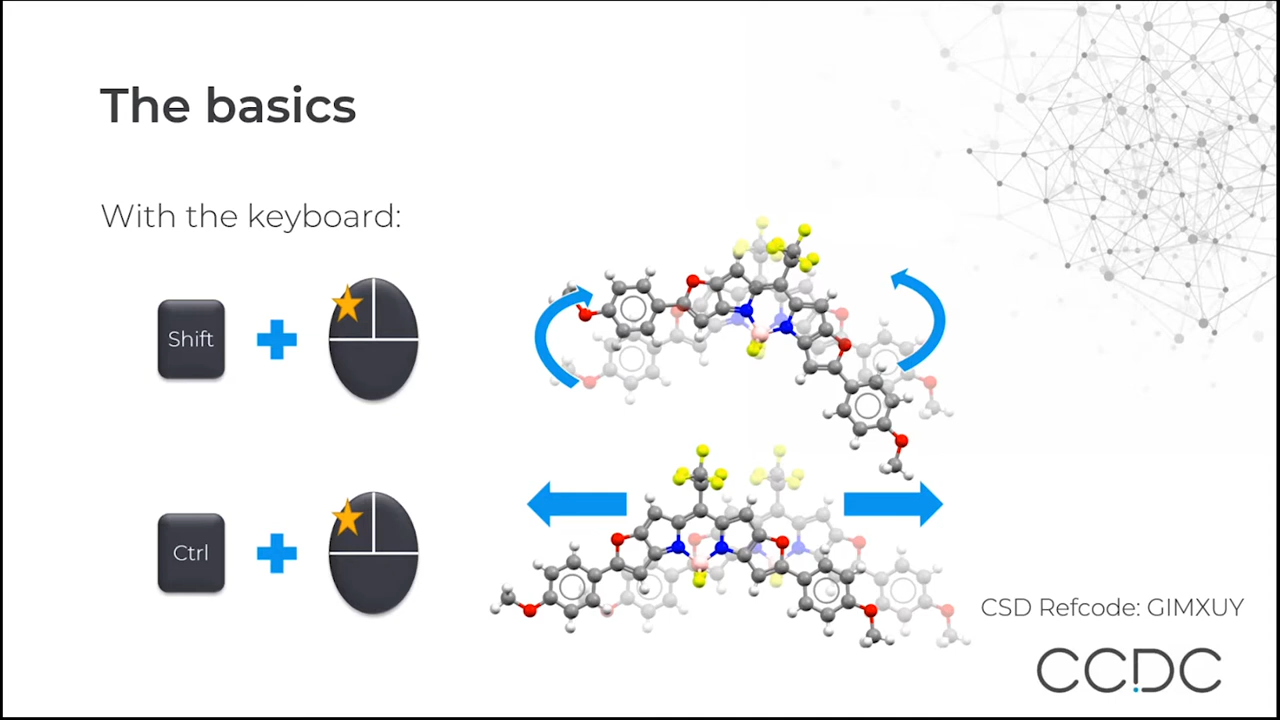 The basics
With the keyboard:
Shift
Ctrl
CSD Refcode: GIMXUY
CCDC